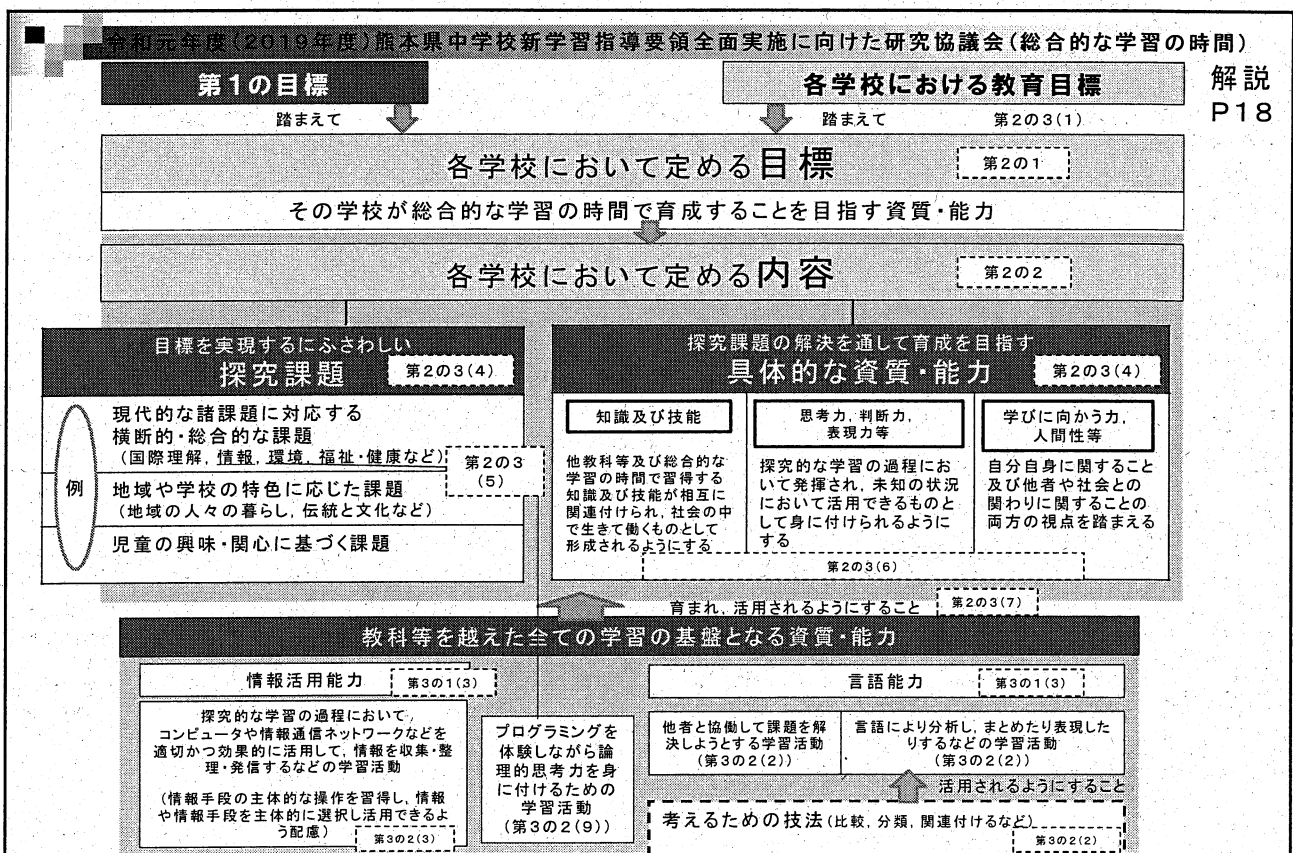 令和元年度(2019年度)熊本県中学校新学習指導要領全面実施に向けた研究協議会(総合的な学習の時間)
解説
P18
第1の目標
各学校における教育目標
踏まえて
踏まえて
第2の3(1)
各学校において定める目標
第2の1
その学校が総合的な学習の時間で育成することを目指す資質・能力
各学校において定める内容
第2の2
目標を実現するにふさわしい
探究課題
第2の3(4)
例
現代的な諸課題に対応する
横断的・総合的な課題
(国際理解,情報,環境,福祉・健康など)
地域や学校の特色に応じた課題
(地域の人々の暮らし,伝統と文化など)
児童の興味・関心に基づく課題
第2の3
(5)
探究課題の解決を通して育成を目指す
具体的な資質・能力
第2の3(4)
知識及び技能
他教科等及び総合的な
学習の時間で習得する
知識及び技能が相互に
関連付けられ,社会の中
で生きて働くものとして
形成されるようにする
思考力,判断力,
表現力等
探究的な学習の過程にお
いて発揮され,未知の状況
において活用できるものと
して身に付けられるように
する
学びに向かう力,
人間性等
自分自身に関すること
及び他者や社会との
関わりに関することの
両方の視点を踏まえる
第2の3(6)
育まれ,活用されるようにすること
第2の3(7)
教科等を越えた全ての学習の基盤となる資質・能力
情報活用能力
第3の1(3)
探究的な学習の過程において,
コンピュータや情報通信ネットワークなどを
適切かつ効果的に活用して,情報を収集・整
理・発信するなどの学習活動
(情報手段の主体的な操作を習得し,情報
や情報手段を主体的に選択し活用できるよ
う配慮)
第3の2(3)
プログラミングを
体験しながら論
理的思考力を身
に付けるための
学習活動
(第3の2(9))
言語能力
第3の1(3)
他者と協働して課題を解
決しようとする学習活動
(第3の2(2))
言語により分析し,まとめたり表現した
りするなどの学習活動
(第3の2(2))
活用されるようにすること
考えるための技法(比較,分類,関連付けるなど)
第3の2(2)